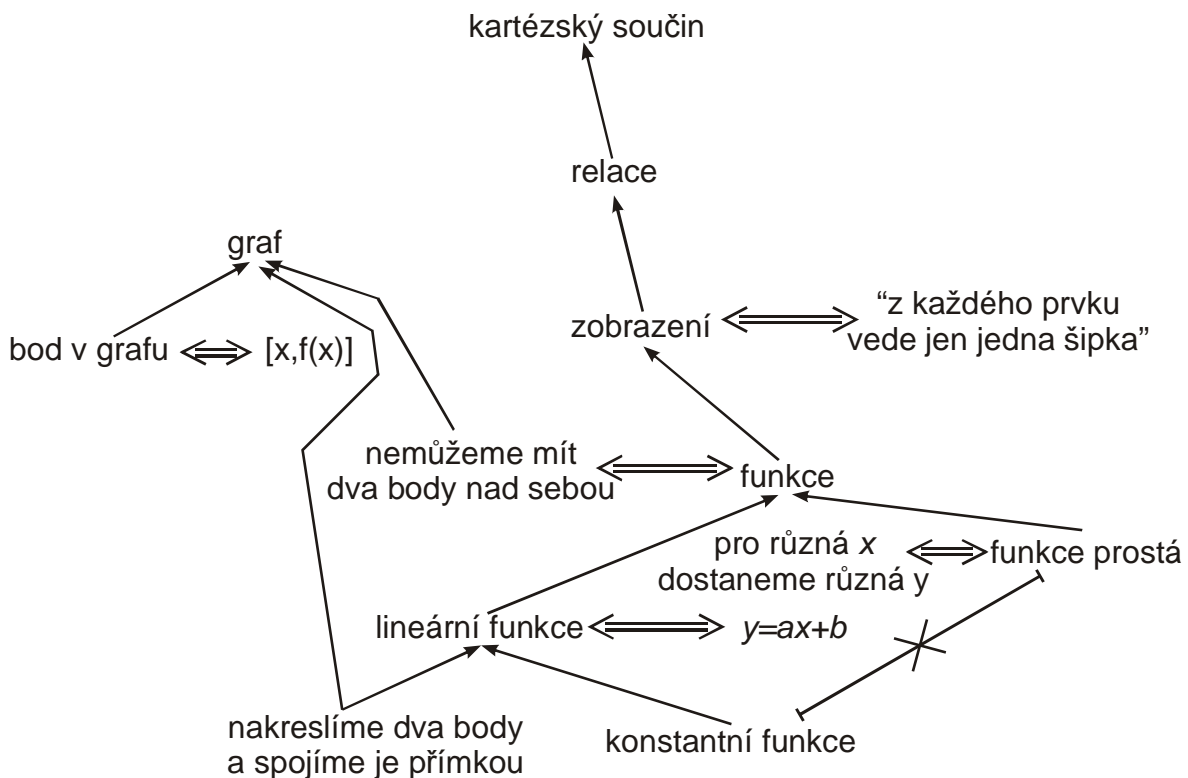 kartézský součin
relace
graf
zobrazení
“z každého prvku
vede jen jedna šipka”
bod v grafu
[x,f(x)]
nemůžeme mít
dva body nad sebou
funkce
pro různá x
dostaneme různá y
funkce prostá
lineární funkce
y=ax+b
nakreslíme dva body
a spojíme je přímkou
konstantní funkce